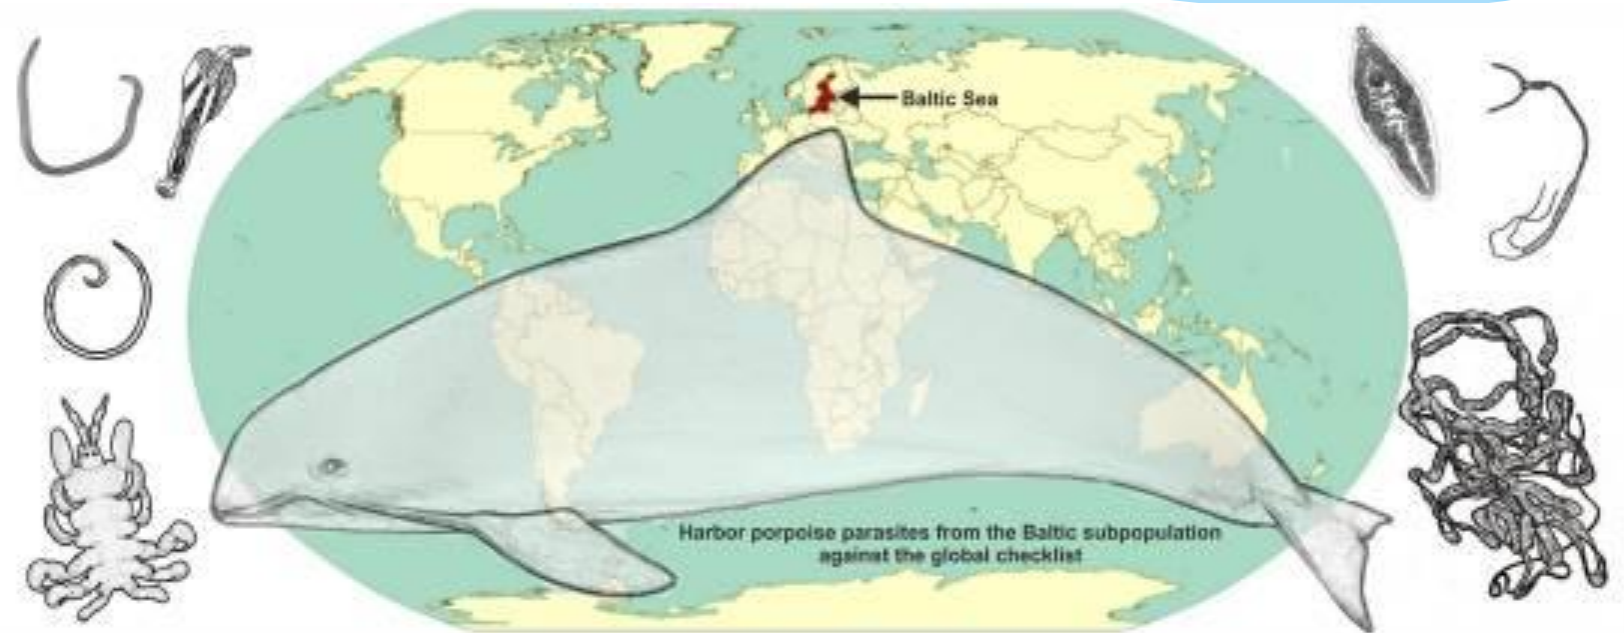 Baltic Sea
Harbor porpoise parasites from the Baltic subpopulation
against the global checklist